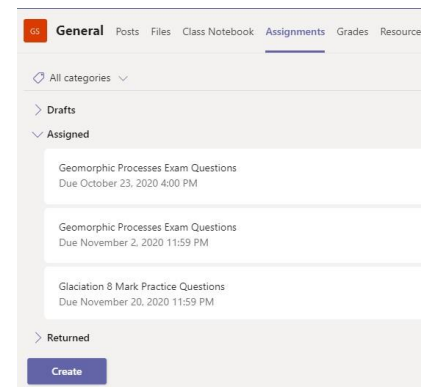 GS General Posts Files Class Notebook Assignments Grades Resource
All categories
Drafts
Assigned
Geomorphic Processes Exam Questions
Due October 23, 2020 4:00 PM
Geomorphic Processes Exam Questions
Due November 2, 2020 11:59 PM
Glaciation 8 Mark Practice Questions
Due November 20, 2020 11:59 PM
Returned
Create